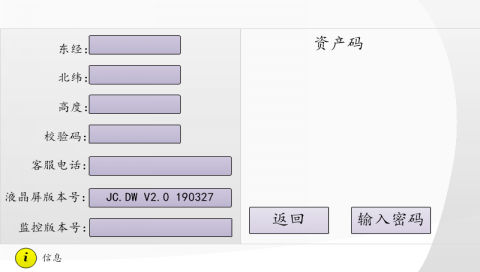 东经:
北纬:
高度:
校验码:
客服电话:
液晶屏版本号: JC.DW V2.0 190327
监控版本号:
资产码
返回 输入密码
i 信息